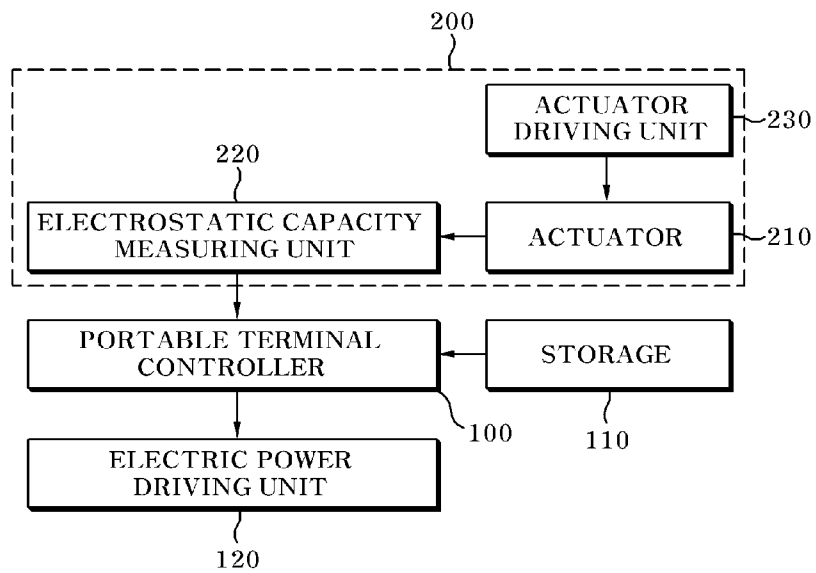 200
ACTUATOR
DRIVING UNIT
230
220
ELECTROSTATIC CAPACITY
MEASURING UNIT
ACTUATOR
210
PORTABLE TERMINAL
CONTROLLER
STORAGE
100
110
ELECTRIC POWER
DRIVING UNIT
120